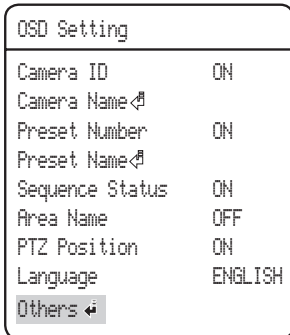 OSD Setting
Camera ID ON
Camera Name
Preset Number ON
Preset Name
Sequence Status ON
Area Name OFF
PTZ Position ON
Language ENGLISH
Others